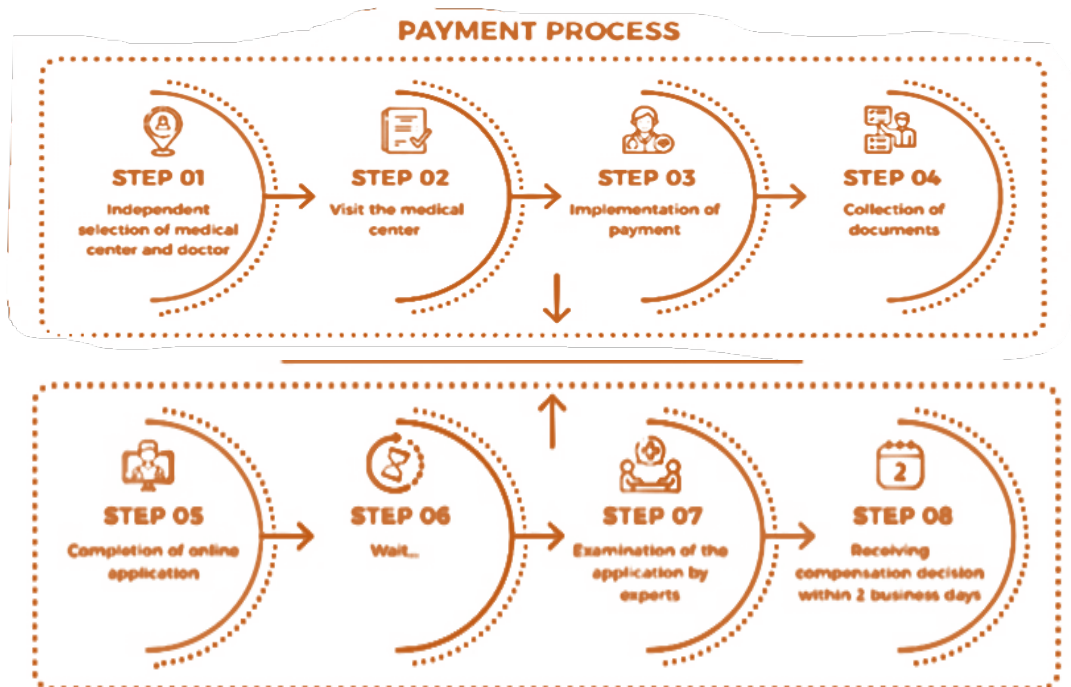 PAYMENT PROCESS
STEP 01
Independent
selection of medical
center and doctor
STEP 02
Visit the medical
center
STEP 03
Implementation of
payment
STEP 04
Collection of
documents
STEP 05
Completion of online
application
STEP 06
Wait...
STEP 07
Examination of the
application by
experts
2
STEP 08
Receiving
compensation decision
within 2 business days